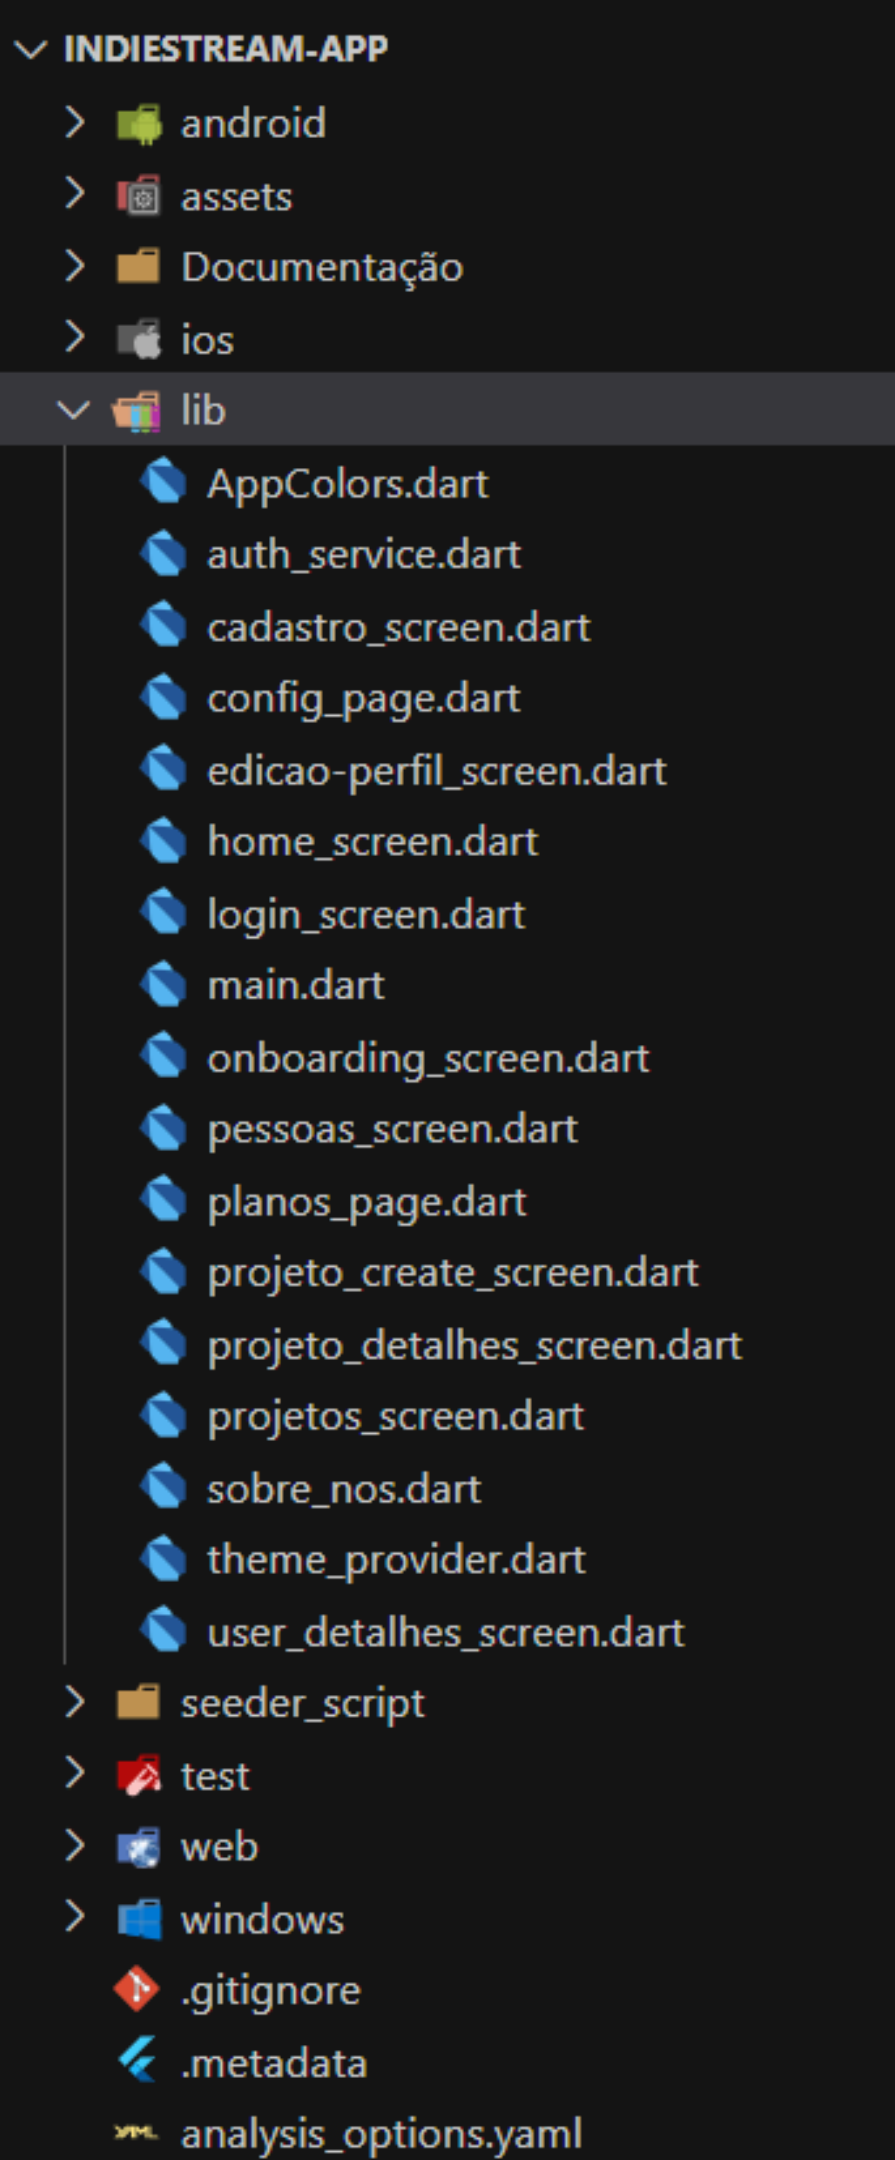 INDIESTREAM-APP
android
assets
Documentação
ios
lib
AppColors.dart
auth_service.dart
cadastro_screen.dart
config_page.dart
edicao-perfil_screen.dart
home_screen.dart
login_screen.dart
main.dart
onboarding_screen.dart
pessoas_screen.dart
planos_page.dart
projeto_create_screen.dart
projeto_detalhes_screen.dart
projetos_screen.dart
sobre_nos.dart
theme_provider.dart
user_detalhes_screen.dart
seeder_script
test
web
windows
.gitignore
.metadata
YAML analysis_options.yaml